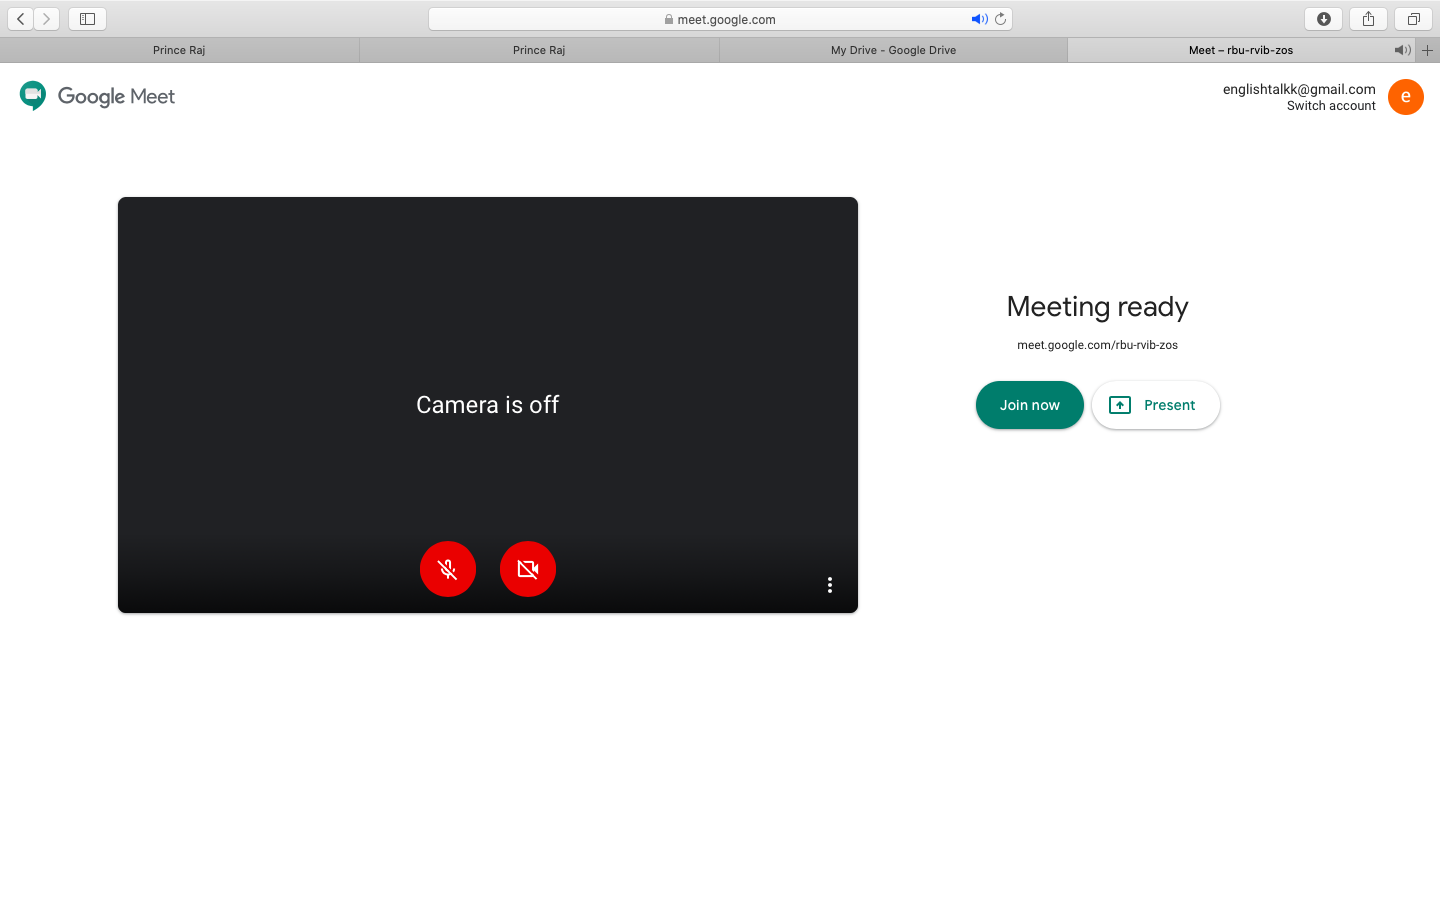 meet.google.com
Prince Raj
Prince Raj
My Drive - Google Drive
Meet – rbu-rvib-zos
Google Meet
englishtalkk@gmail.com
Switch account
e
Camera is off
Meeting ready
meet.google.com/rbu-rvib-zos
Join now
Present